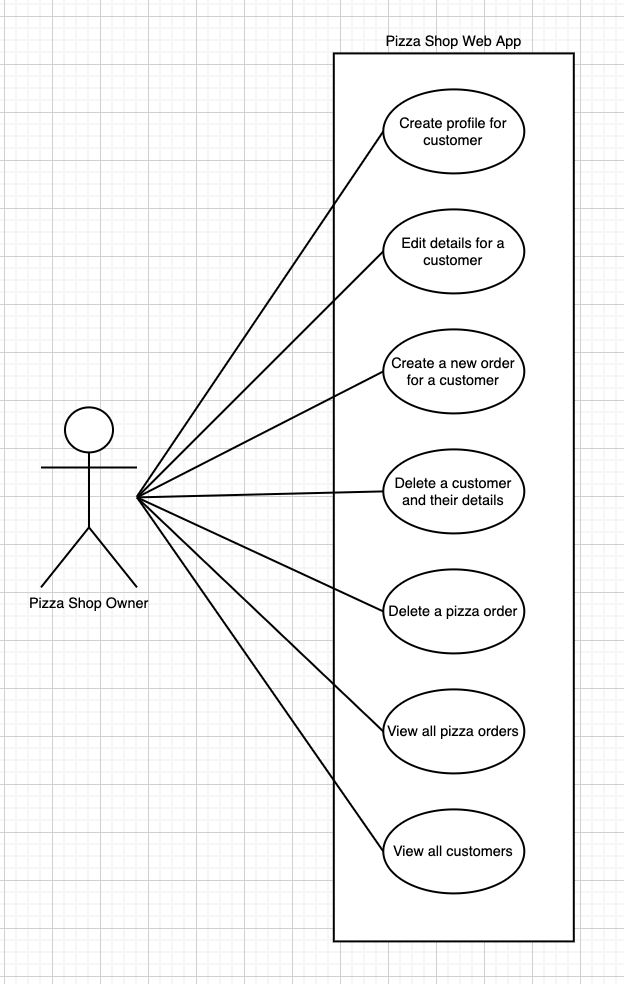 Pizza Shop Web App
Create profile for
customer
Edit details for a
customer
Create a new order
for a customer
Delete a customer
and their details
Delete a pizza order
View all pizza orders
View all customers
Pizza Shop Owner